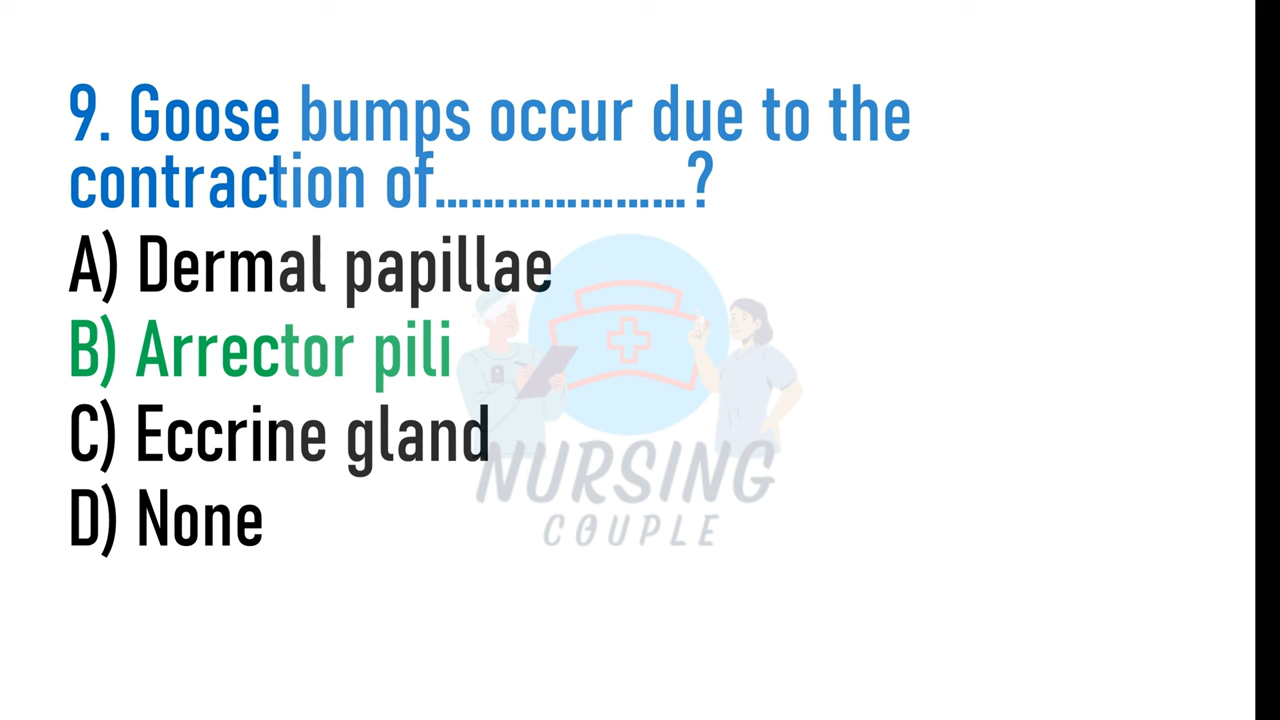 9. Goose bumps occur due to the
contraction of.....................?
A) Dermal papillae
B) Arrector pili
C) Eccrine gland
D) None
NURSING
COUPLE